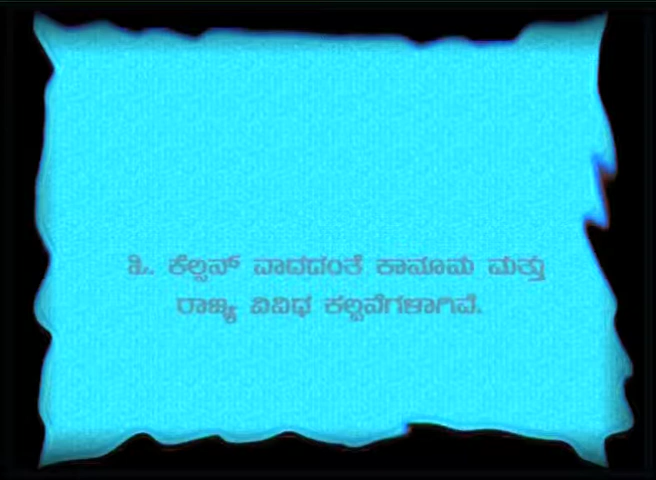 ಹಿ. ಕೆಲ್ಸನ್ ವಾದದಂತೆ ಕಾನೂನು ಮತ್ತು
ರಾಜ್ಯ ವಿವಿಧ ಕಲ್ಪನೆಗಳಾಗಿವೆ.